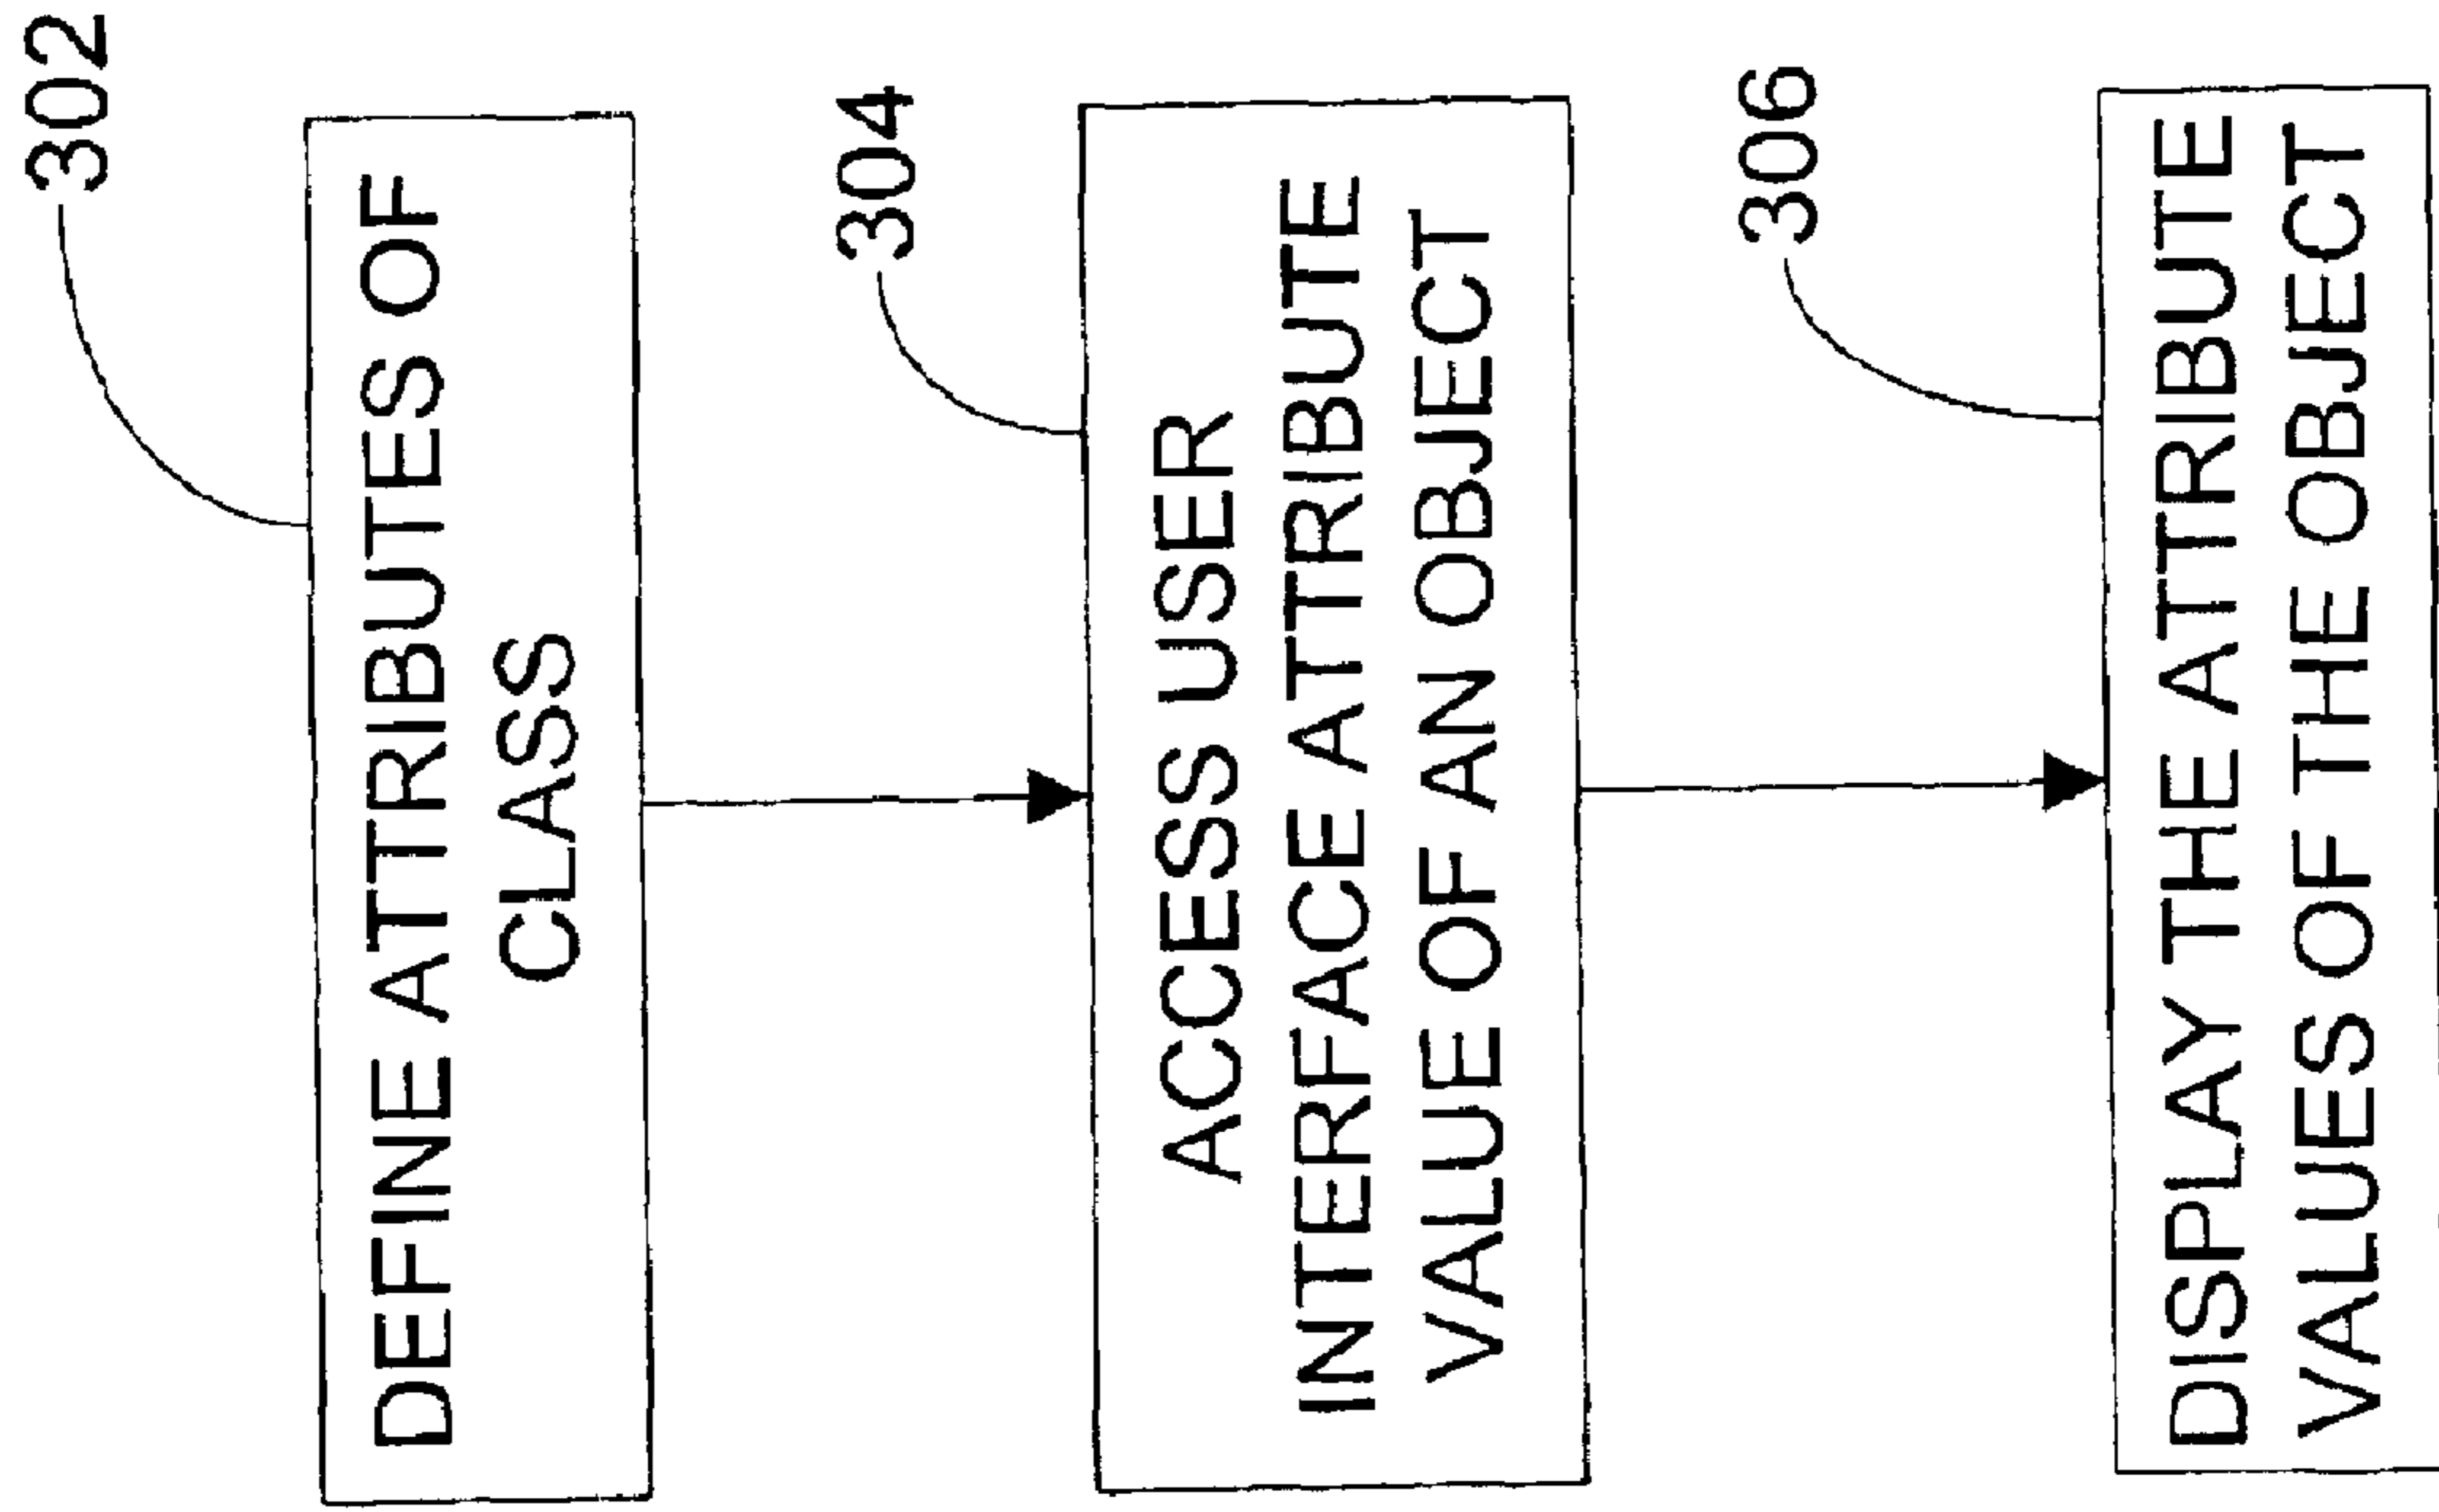 302
DEFINE ATTRIBUTES OF
CLASS
304
ACCESS USER
INTERFACE ATTRIBUTE
VALUE OF AN OBJECT
306
DISPLAY THE ATTRIBUTE
VALUES OF THE OBJECT